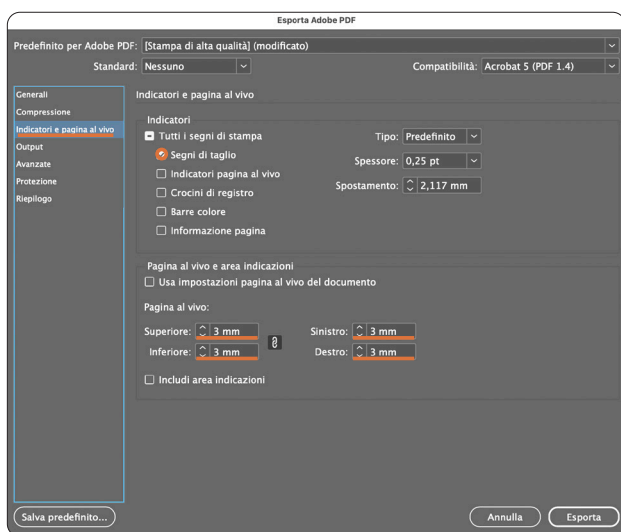 Esporta Adobe PDF
Predefinito per Adobe PDF: [Stampa di alta qualità] (modificato)
Standard: Nessuno Compatibilità: Acrobat 5 (PDF 1.4)
Generali
Compressione
Indicatori e pagina al vivo
Output
Avanzate
Protezione
Riepilogo
Indicatori e pagina al vivo
Indicatori
Tutti i segni di stampa
Segni di taglio
Indicatori pagina al vivo
Crocini di registro
Barre colore
Informazione pagina
Tipo: Predefinito
Spessore: 0,25 pt
Spostamento: 2,117 mm
Pagina al vivo e area indicazioni
Usa impostazioni pagina al vivo del documento
Pagina al vivo:
Superiore: 3 mm Sinistro: 3 mm
Inferiore: 3 mm Destro: 3 mm
Includi area indicazioni
Salva predefinito... Annulla Esporta